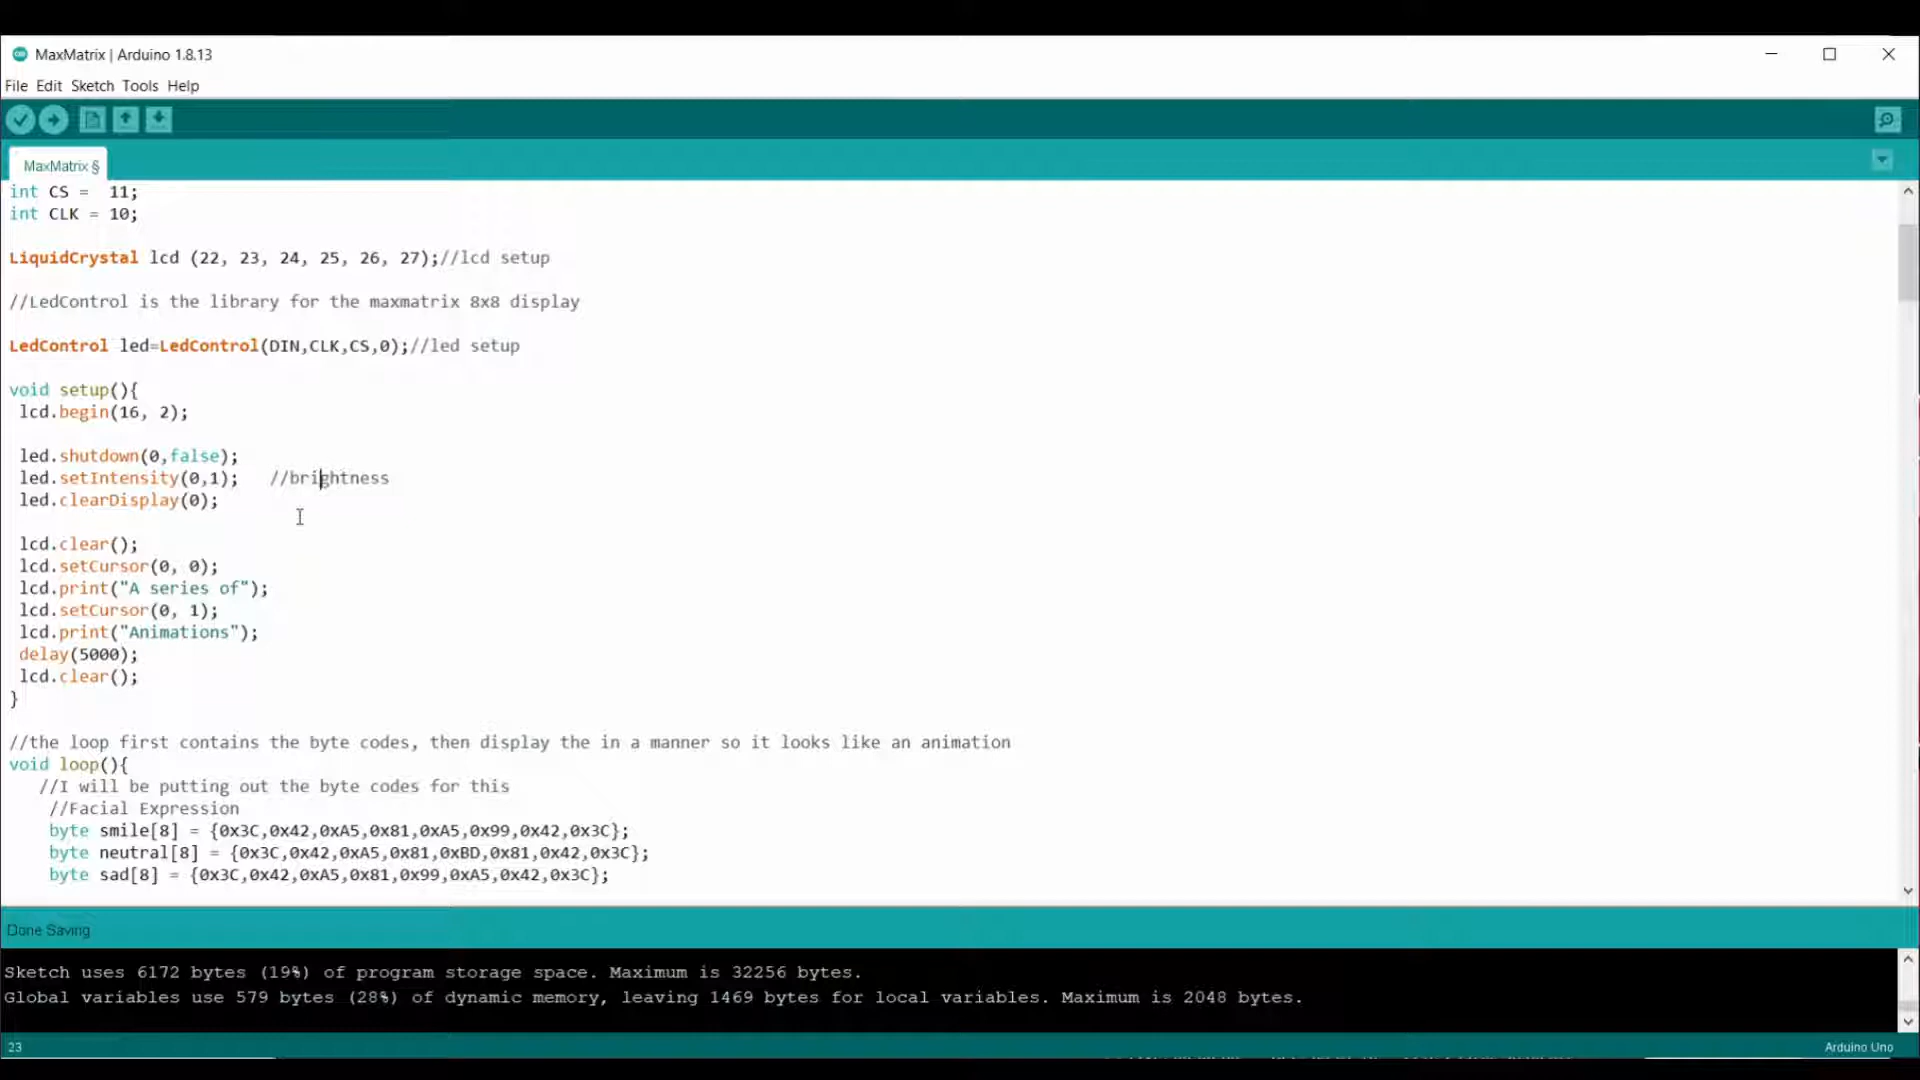 MaxMatrix | Arduino 1.8.13
File Edit Sketch Tools Help
MaxMatrix §
int CS =  11;
int CLK = 10;
LiquidCrystal lcd (22, 23, 24, 25, 26, 27);//lcd setup
//LedControl is the library for the maxmatrix 8x8 display
LedControl led=LedControl(DIN,CLK,CS,0);//led setup
void setup(){
lcd.begin(16, 2);
led.shutdown(0,false);
led.setIntensity(0,1);   //brightness
led.clearDisplay(0);
lcd.clear();
lcd.setCursor(0, 0);
lcd.print("A series of");
lcd.setCursor(0, 1);
lcd.print("Animations");
delay(5000);
lcd.clear();
}
//the loop first contains the byte codes, then display the in a manner so it looks like an animation
void loop(){
//I will be putting out the byte codes for this
//Facial Expression
byte smile[8] = {0x3C,0x42,0xA5,0x81,0xA5,0x99,0x42,0x3C};
byte neutral[8] = {0x3C,0x42,0xA5,0x81,0xBD,0x81,0x42,0x3C};
byte sad[8] = {0x3C,0x42,0xA5,0x81,0x99,0xA5,0x42,0x3C};
Done Saving
Sketch uses 6172 bytes (19%) of program storage space. Maximum is 32256 bytes.
Global variables use 579 bytes (28%) of dynamic memory, leaving 1469 bytes for local variables. Maximum is 2048 bytes.
23
Arduino Uno